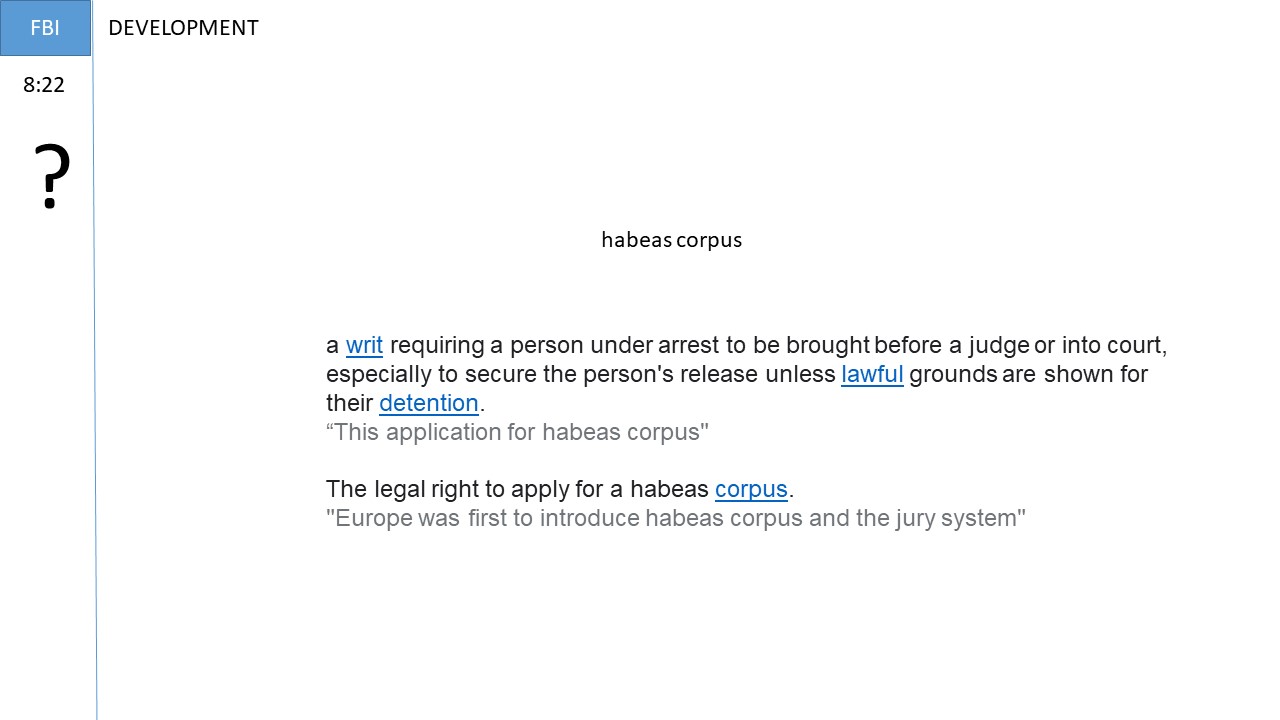 FBI
DEVELOPMENT
8:22
?
habeas corpus
a writ requiring a person under arrest to be brought before a judge or into court,
especially to secure the person's release unless lawful grounds are shown for
their detention.
“This application for habeas corpus"
The legal right to apply for a habeas corpus.
"Europe was first to introduce habeas corpus and the jury system"